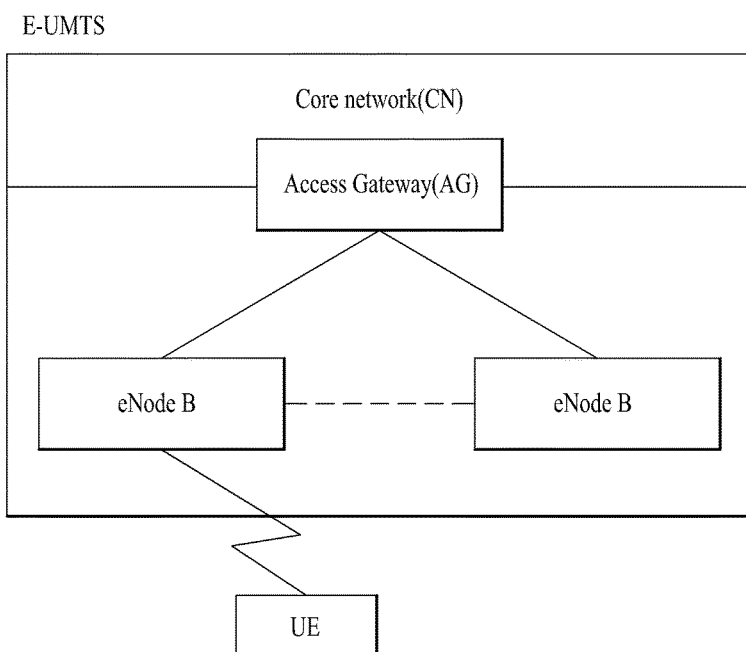 E-UMTS
Core network(CN)
Access Gateway(AG)
eNode B
eNode B
UE